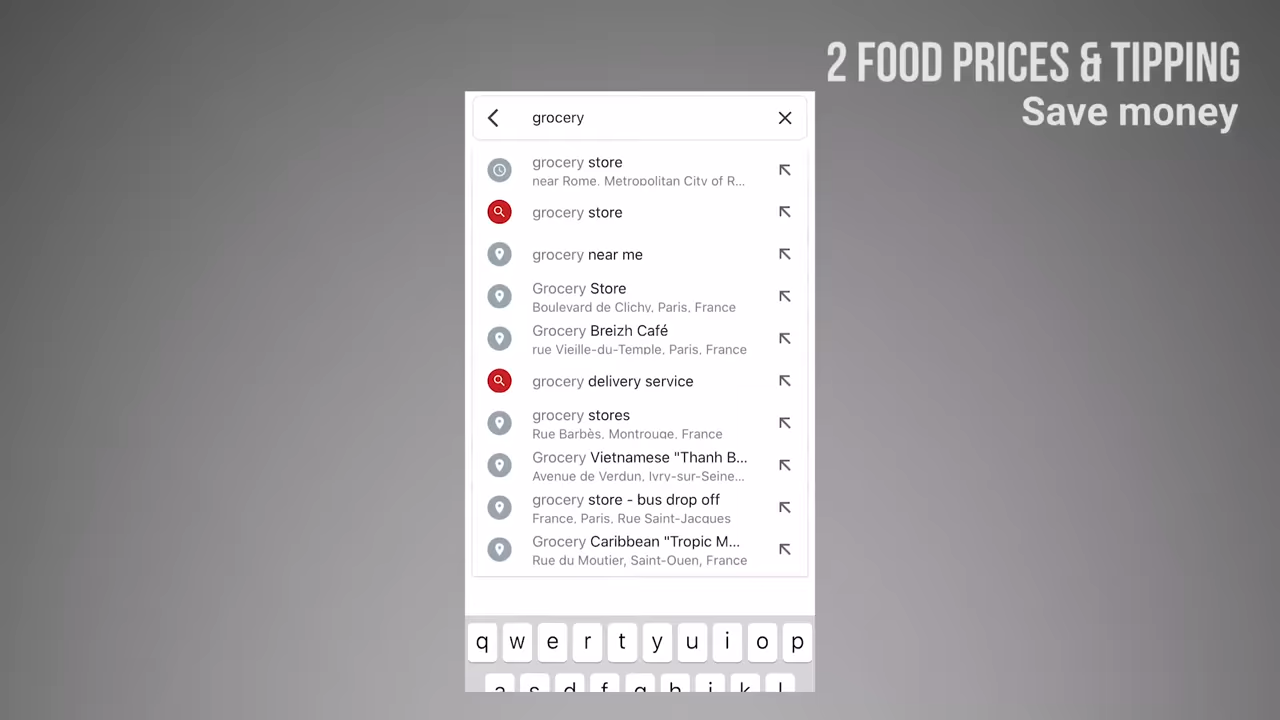 2 FOOD PRICES & TIPPING
Save money
grocery
grocery store
near Rome, Metropolitan City of R...
grocery store
grocery near me
Grocery Store
Boulevard de Clichy, Paris, France
Grocery Breizh Café
rue Vieille-du-Temple, Paris, France
grocery delivery service
grocery stores
Rue Barbès, Montrouge, France
Grocery Vietnamese "Thanh B...
Avenue de Verdun, Ivry-sur-Seine...
grocery store - bus drop off
France, Paris, Rue Saint-Jacques
Grocery Caribbean "Tropic M...
Rue du Moutier, Saint-Ouen, France
q w e r t y u i o p
a s d f g h j k l